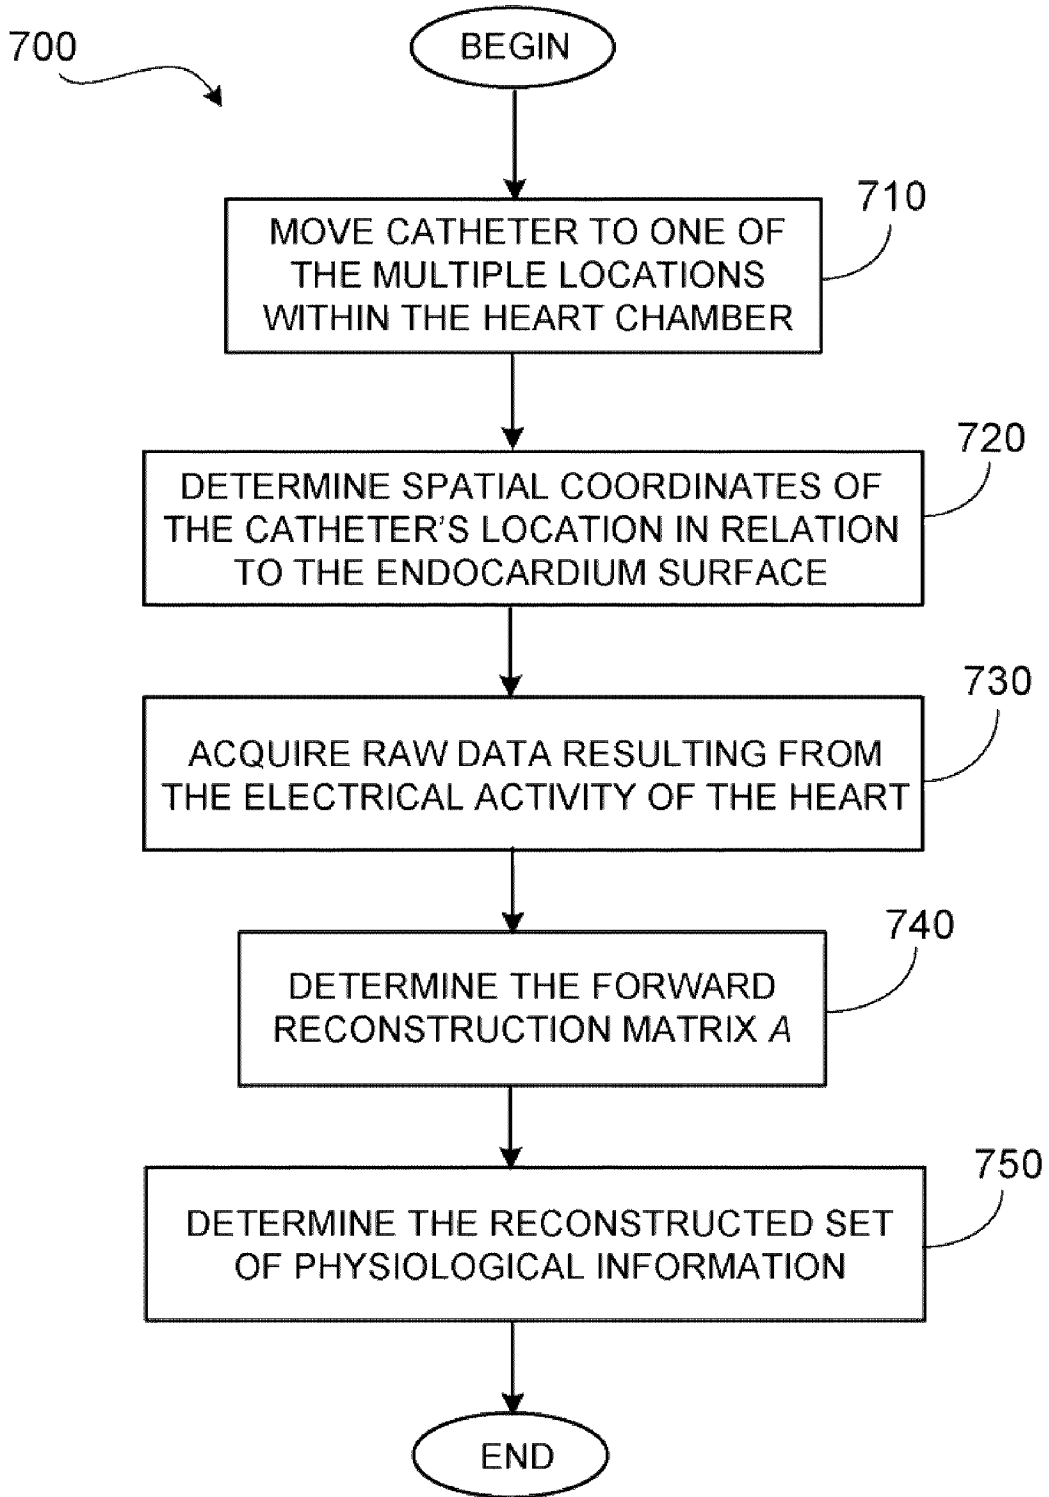 700
BEGIN
710
MOVE CATHETER TO ONE OF
THE MULTIPLE LOCATIONS
WITHIN THE HEART CHAMBER
720
DETERMINE SPATIAL COORDINATES OF
THE CATHETER'S LOCATION IN RELATION
TO THE ENDOCARDIUM SURFACE
730
ACQUIRE RAW DATA RESULTING FROM
THE ELECTRICAL ACTIVITY OF THE HEART
740
DETERMINE THE FORWARD
RECONSTRUCTION MATRIX A
750
DETERMINE THE RECONSTRUCTED SET
OF PHYSIOLOGICAL INFORMATION
END